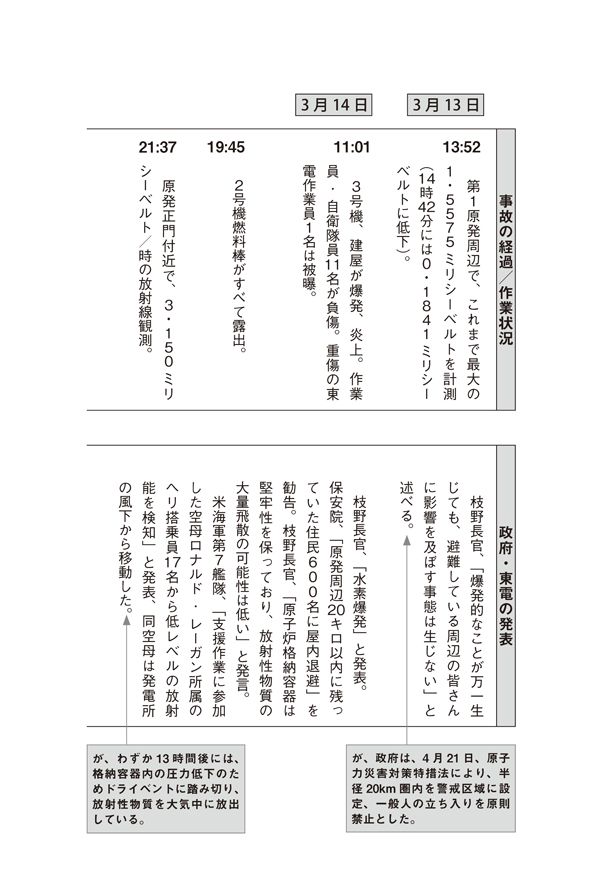 3月13日
3月14日
事故の経過／作業状況
13:52
第1原発周辺で、これまで最大の
1・5575ミリシーベルトを計測
(14時42分には0・1841ミリシー
ベルトに低下)。
11:01
3号機、建屋が爆発、炎上。作業
員・自衛隊員11名が負傷。重傷の東
電作業員1名は被曝。
19:45
2号機燃料棒がすべて露出。
21:37
原発正門付近で、3・150ミリ
シーベルト／時の放射線観測。
政府・東電の発表
枝野長官、「爆発的なことが万一生
じても、避難している周辺の皆さん
に影響を及ぼす事態は生じない」と
述べる。
枝野長官、「水素爆発」と発表。
保安院、「原発周辺20キロ以内に残っ
ていた住民600名に屋内退避」を
勧告。枝野長官、「原子炉格納容器は
堅牢性を保っており、放射性物質の
大量飛散の可能性は低い」と発言。
米海軍第7艦隊、「支援作業に参加
した空母ロナルド・レーガン所属の
ヘリ搭乗員17名から低レベルの放射
能を検知」と発表、同空母は発電所
の風下から移動した。
が、政府は、4月21日、原子
力災害対策特措法により、半
径20km圏内を警戒区域に設
定、一般人の立ち入りを原則
禁止とした。
が、わずか13時間後には、
格納容器内の圧力低下のた
めドライベントに踏み切り、
放射性物質を大気中に放出
している。